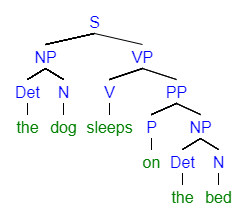 S
NP VP
Det N V PP
the dog sleeps P NP
on Det N
the bed